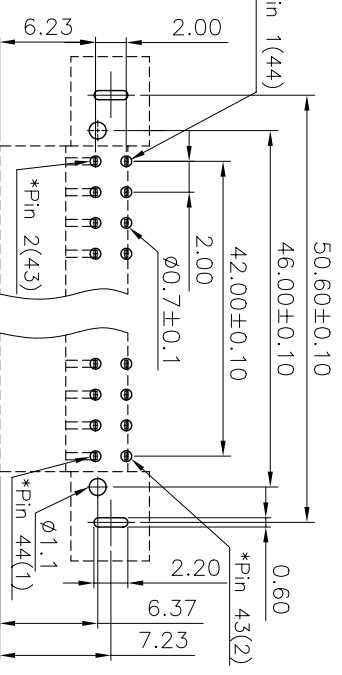 6.23
2.00
in 1(44)
*Pin 2(43)
2.00
ø0.7±0.1
42.00±0.10
46.00±0.10
50.60±0.10
*Pin 44(1)
ø1.1
*Pin 43(2)
0.60
2.20
6.37
7.23